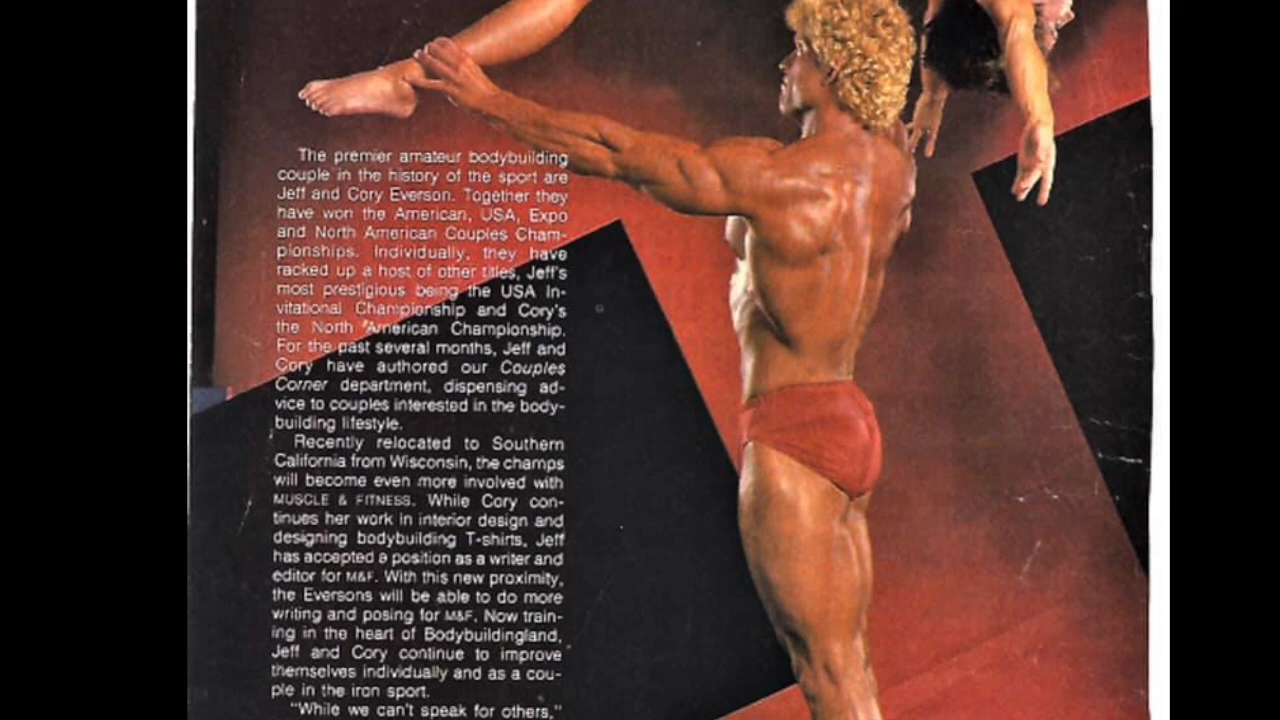 The premier amateur bodybuilding
couple in the history of the sport are
Jeff and Cory Everson. Together they
have won the American, USA, Expo
and North American Couples Cham-
pionships. Individually, they have
racked up a host of other titles, Jeff's
most prestigious being the USA In-
vitational Championship and Cory's
the North American Championship.
For the past several months, Jeff and
Cory have authored our Couples
Corner department, dispensing ad-
vice to couples interested in the body-
building lifestyle.
Recently relocated to Southern
California from Wisconsin, the champs
will become even more involved with
MUSCLE & FITNESS. While Cory con-
tinues her work in interior design and
designing bodybuilding T-shirts, Jeff
has accepted a position as a writer and
editor for M&F. With this new proximity,
the Eversons will be able to do more
writing and posing for M&F. Now train-
ing in the heart of Bodybuildingland,
Jeff and Cory continue to improve
themselves individually and as a cou-
ple in the iron sport.
"While we can't speak for others,"